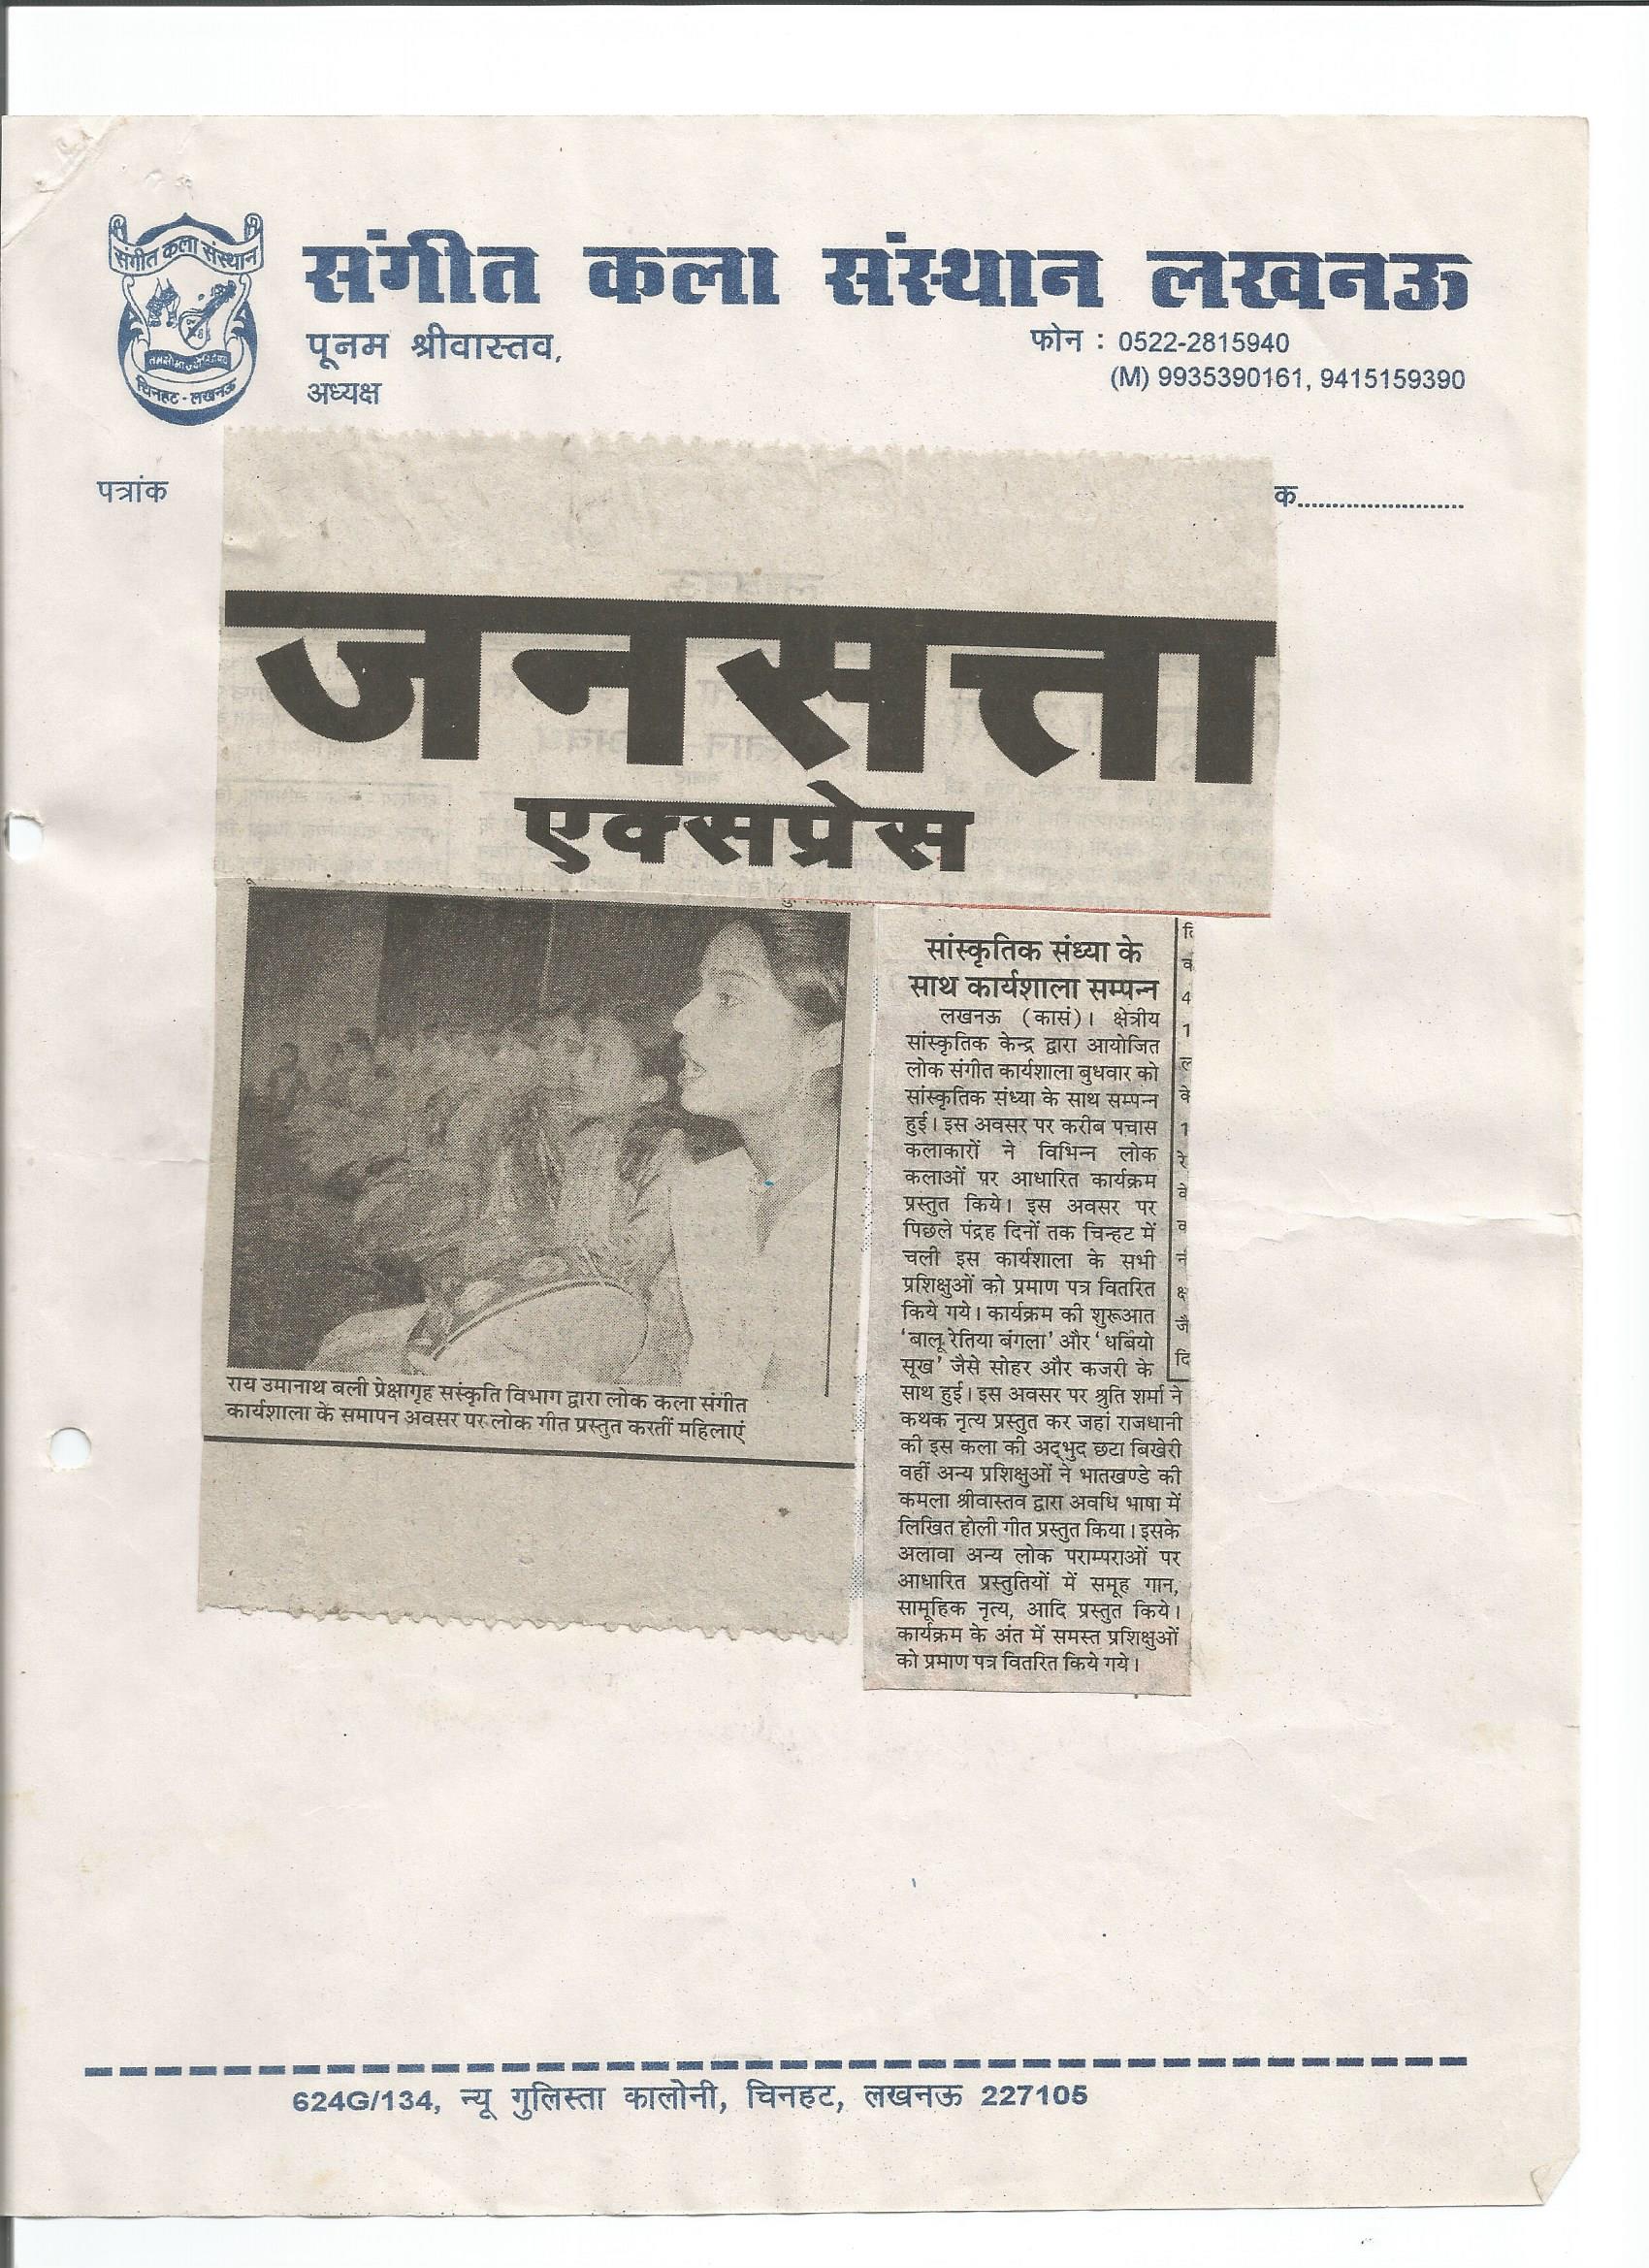 संगीत कला संस्थान
चिनहट - लखनऊ
संगीत कला संस्थान लखनऊ
पूनम श्रीवास्तव,
अध्यक्ष
फोन : 0522-2815940
(M) 9935390161, 9415159390
पत्रांक
क........................
जनसत्ता
एक्सप्रेस
राय उमानाथ बली प्रेक्षागृह संस्कृति विभाग द्वारा लोक कला संगीत
कार्यशाला के समापन अवसर पर लोक गीत प्रस्तुत करतीं महिलाएं
सांस्कृतिक संध्या के
साथ कार्यशाला सम्पन्न
लखनऊ (कासं)। क्षेत्रीय
सांस्कृतिक केन्द्र द्वारा आयोजित
लोक संगीत कार्यशाला बुधवार को
सांस्कृतिक संध्या के साथ सम्पन्न
हुई। इस अवसर पर करीब पचास
कलाकारों ने विभिन्न लोक
कलाओं पर आधारित कार्यक्रम
प्रस्तुत किये। इस अवसर पर
पिछले पंद्रह दिनों तक चिन्हट में
चली इस कार्यशाला के सभी
प्रशिक्षुओं को प्रमाण पत्र वितरित
किये गये। कार्यक्रम की शुरूआत
'बालू रेतिया बंगला' और 'धबियो
सूख' जैसे सोहर और कजरी के
साथ हुई। इस अवसर पर श्रुति शर्मा ने
कथक नृत्य प्रस्तुत कर जहां राजधानी
की इस कला की अद्भुद छटा बिखेरी
वहीं अन्य प्रशिक्षुओं ने भातखण्डे की
कमला श्रीवास्तव द्वारा अवधि भाषा में
लिखित होली गीत प्रस्तुत किया। इसके
अलावा अन्य लोक पराम्पराओं पर
आधारित प्रस्तुतियों में समूह गान,
सामूहिक नृत्य, आदि प्रस्तुत किये।
कार्यक्रम के अंत में समस्त प्रशिक्षुओं
को प्रमाण पत्र वितरित किये गये।
624G/134, न्यू गुलिस्ता कालोनी, चिनहट, लखनऊ 227105